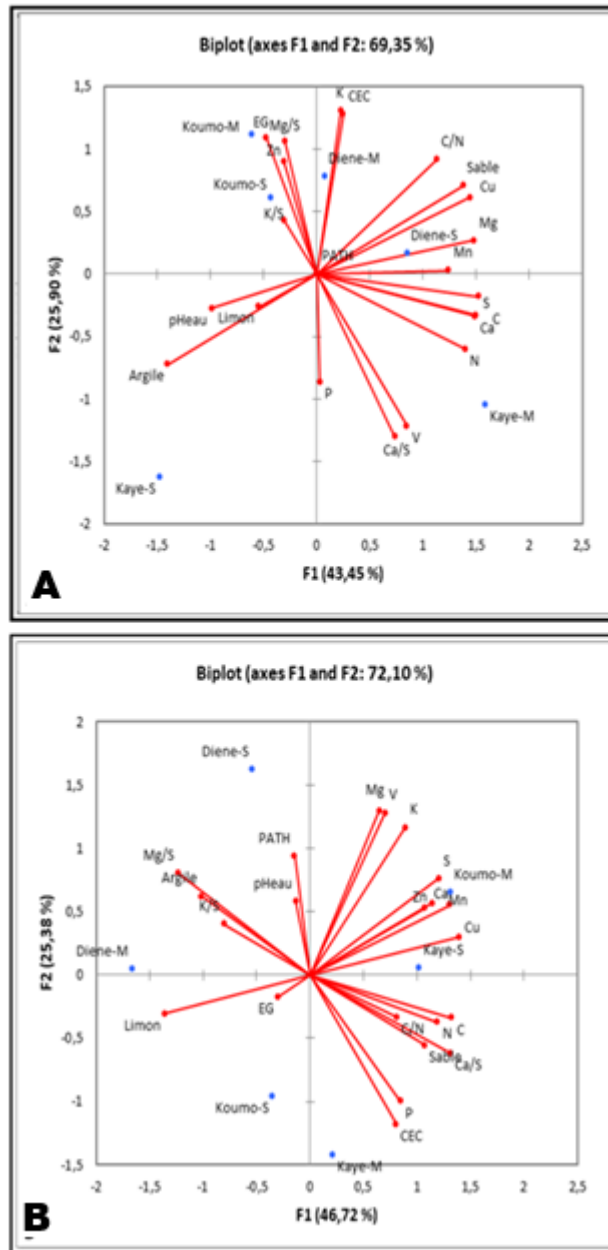 Biplot (axes F1 and F2: 69,35 %)
1,5
K CEC
Koumo-M EG Mg/S
Zn Diene-M C/N
1
Sable
Koumo-S Cu
0,5
K/S Diene-S Mg
PATH Mn
0
pHeau Limon S
C
Ca
-0,5
Argile P N
-1
Kaye-M
Ca/S V
-1,5
Kaye-S
-2
-2 -1,5 -1 -0,5 0 0,5 1 1,5 2 2,5
F2 (25,90 %)
F1 (43,45 %)
A
Biplot (axes F1 and F2: 72,10 %)
2
Diene-S
1,5
Mg V K
PATH
1
Mg/S S
Argile pHeau Koumo-M
Zn Ca Mn
0,5
K/S Cu
Diene-M Kaye-S
0
EG
Limon C/N N C
-0,5
Sable Ca/S
Koumo-S P
-1
CEC
Kaye-M
-1,5
-2 -1,5 -1 -0,5 0 0,5 1 1,5 2 2,5
F2 (25,38 %)
F1 (46,72 %)
B